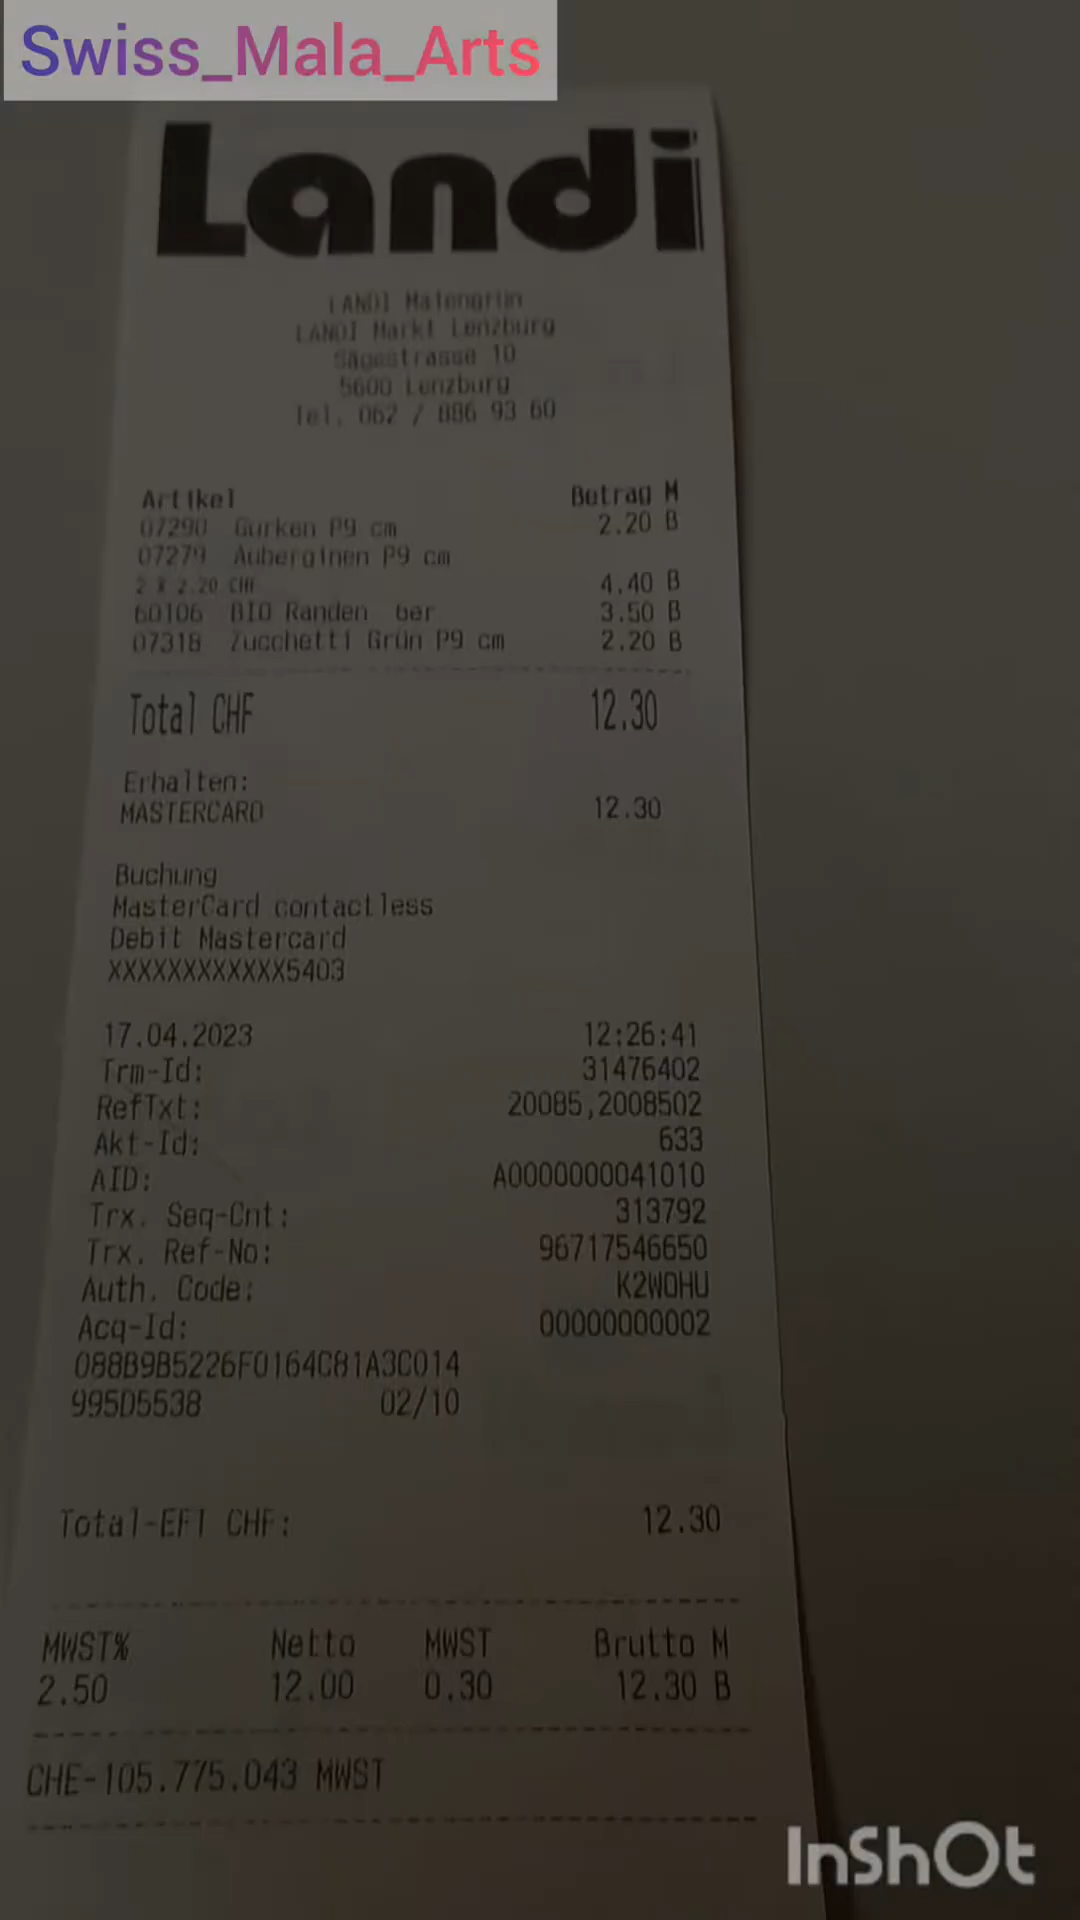 Swiss_Mala_Arts
Landi
LANDI Maiengrün
LANDI Markt Lenzburg
Sägestrasse 10
5600 Lenzburg
Tel. 062 / 886 93 60
Artikel Betrag M
07290 Gurken P9 cm 2.20 B
07279 Auberginen P9 cm
2 X 2.20 CHF 4.40 B
60106 BIO Randen 6er 3.50 B
07318 Zucchetti Grün P9 cm 2.20 B
Total CHF 12.30
Erhalten:
MASTERCARD 12.30
Buchung
MasterCard contactless
Debit Mastercard
XXXXXXXXXXXX5403
17.04.2023 12:26:41
Trm-Id: 31476402
RefTxt: 20085,2008502
Akt-Id: 633
AID: A0000000041010
Trx. Seq-Cnt: 313792
Trx. Ref-No: 96717546650
Auth. Code: K2WOHU
Acq-Id: 00000000002
088B9B5226F0164C81A3C014
995D5538 02/10
Total-EFT CHF: 12.30
MWST% Netto MWST Brutto M
2.50 12.00 0.30 12.30 B
CHE-105.775.043 MWST
InShOt